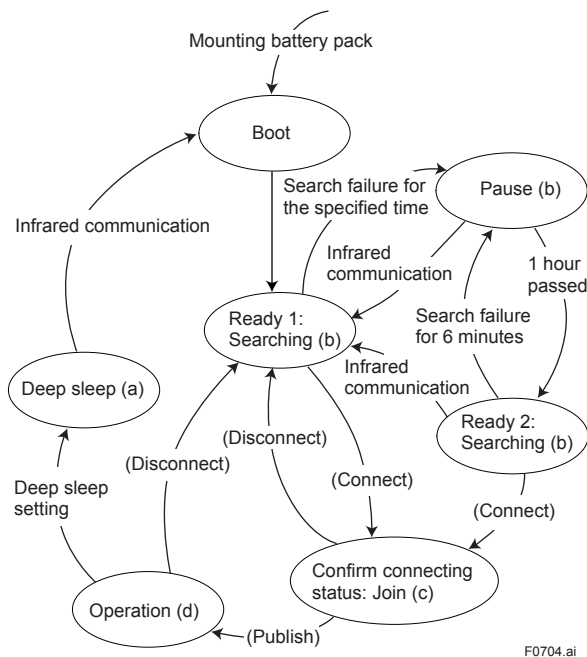 Mounting battery pack
Boot
Search failure for
the specified time
Pause (b)
Infrared communication
Infrared
communication
1 hour
passed
Search failure
for 6 minutes
Ready 1:
Searching (b)
Infrared
communication
Deep sleep (a)
Ready 2:
Searching (b)
(Disconnect)
(Disconnect)
(Connect)
Deep sleep
setting
(Connect)
Confirm connecting
status: Join (c)
Operation (d)
(Publish)
F0704.ai